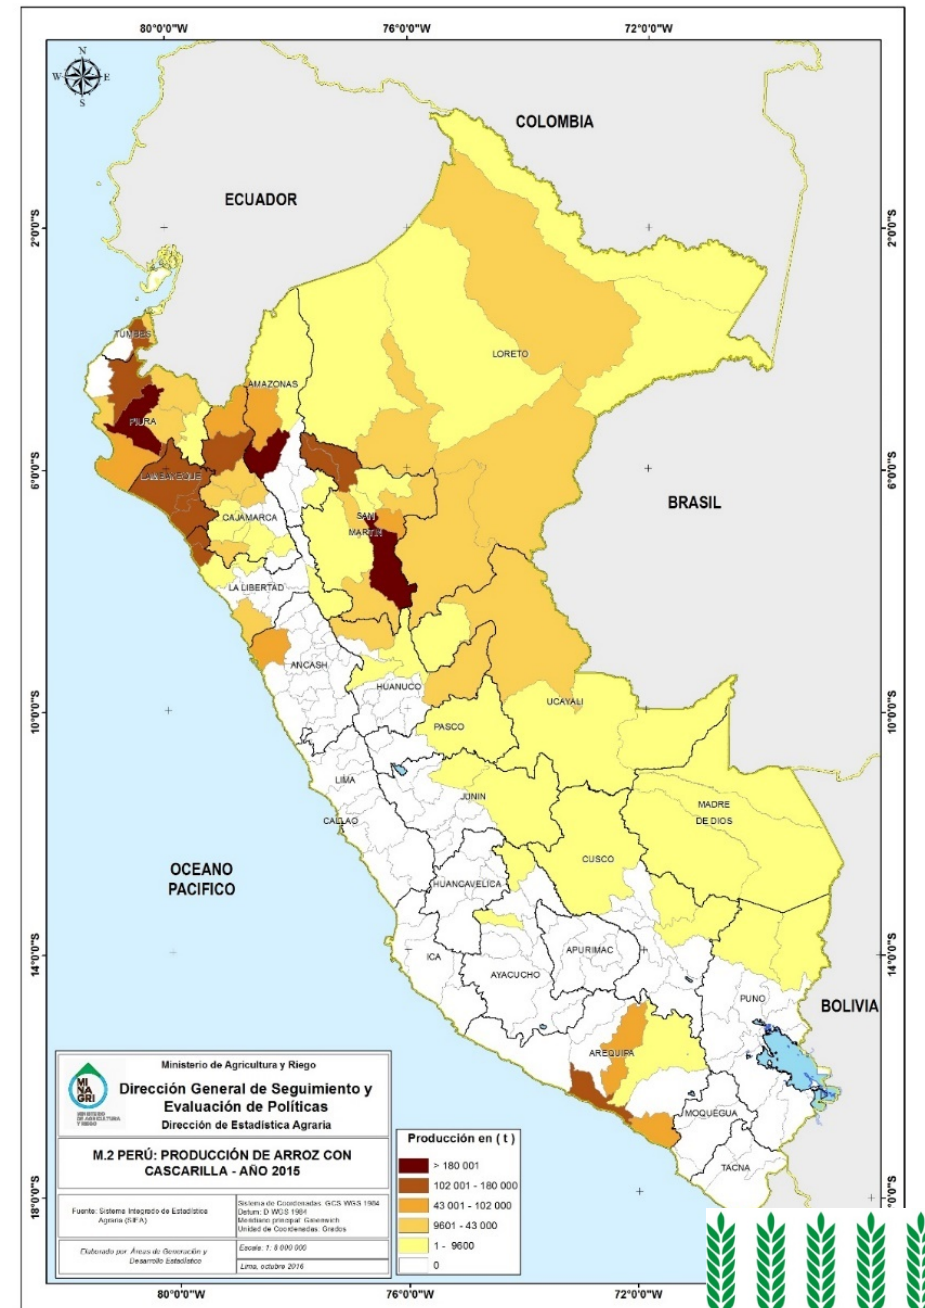 80°0'0"W 76°0'0"W 72°0'0"W
N
W E
S
COLOMBIA
ECUADOR
2°0'0"S 2°0'0"S
TUMBES
LORETO
AMAZONAS
PIURA
6°0'0"S 6°0'0"S
LAMBAYEQUE
BRASIL
CAJAMARCA
SAN
MARTIN
LA LIBERTAD
ANCASH
HUANUCO
UCAYALI
10°0'0"S 10°0'0"S
PASCO
LIMA
JUNIN
MADRE
DE DIOS
CALLAO
CUSCO
OCEANO
PACIFICO
HUANCAVELICA
14°0'0"S 14°0'0"S
ICA
APURIMAC
AYACUCHO
PUNO
BOLIVIA
AREQUIPA
MOQUEGUA
TACNA
MINAGRI
MINISTERIO
DE AGRICULTURA
Y RIEGO
Ministerio de Agricultura y Riego
Dirección General de Seguimiento y
Evaluación de Políticas
Dirección de Estadística Agraria
M.2 PERÚ: PRODUCCIÓN DE ARROZ CON
CASCARILLA - AÑO 2015
Fuente: Sistema Integrado de Estadística
Agraria (SIEA)
Sistema de Coordenadas: GCS WGS 1984
Datum: D WGS 1984
Meridiano principal: Greenwich
Unidad de Coordenadas: Grados
Elaborado por: Áreas de Generación y
Desarrollo Estadístico
Escala: 1: 8 000 000
Lima, octubre 2016
Producción en ( t )
> 180 001
102 001 - 180 000
43 001 - 102 000
9601 - 43 000
1 - 9600
0
18°0'0"S
80°0'0"W 76°0'0"W 72°0'0"W